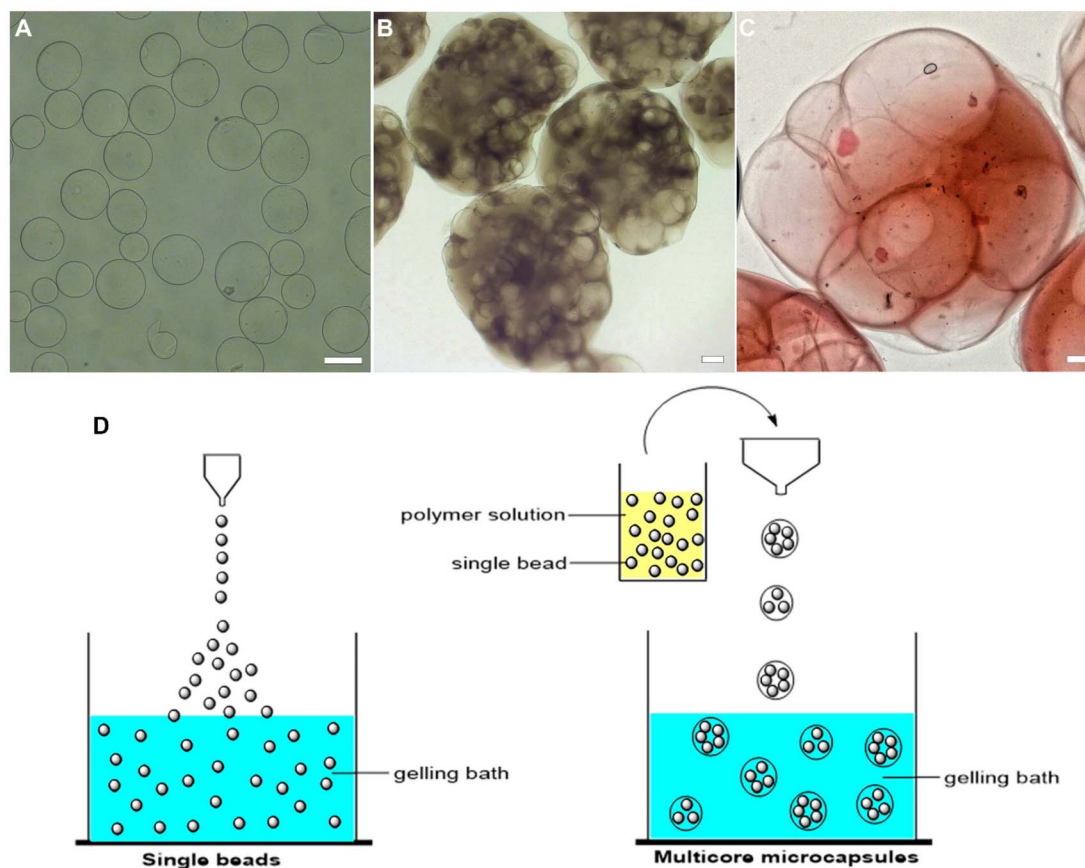 A
B
C
D
polymer solution
single bead
gelling bath
gelling bath
Single beads
Multicore microcapsules